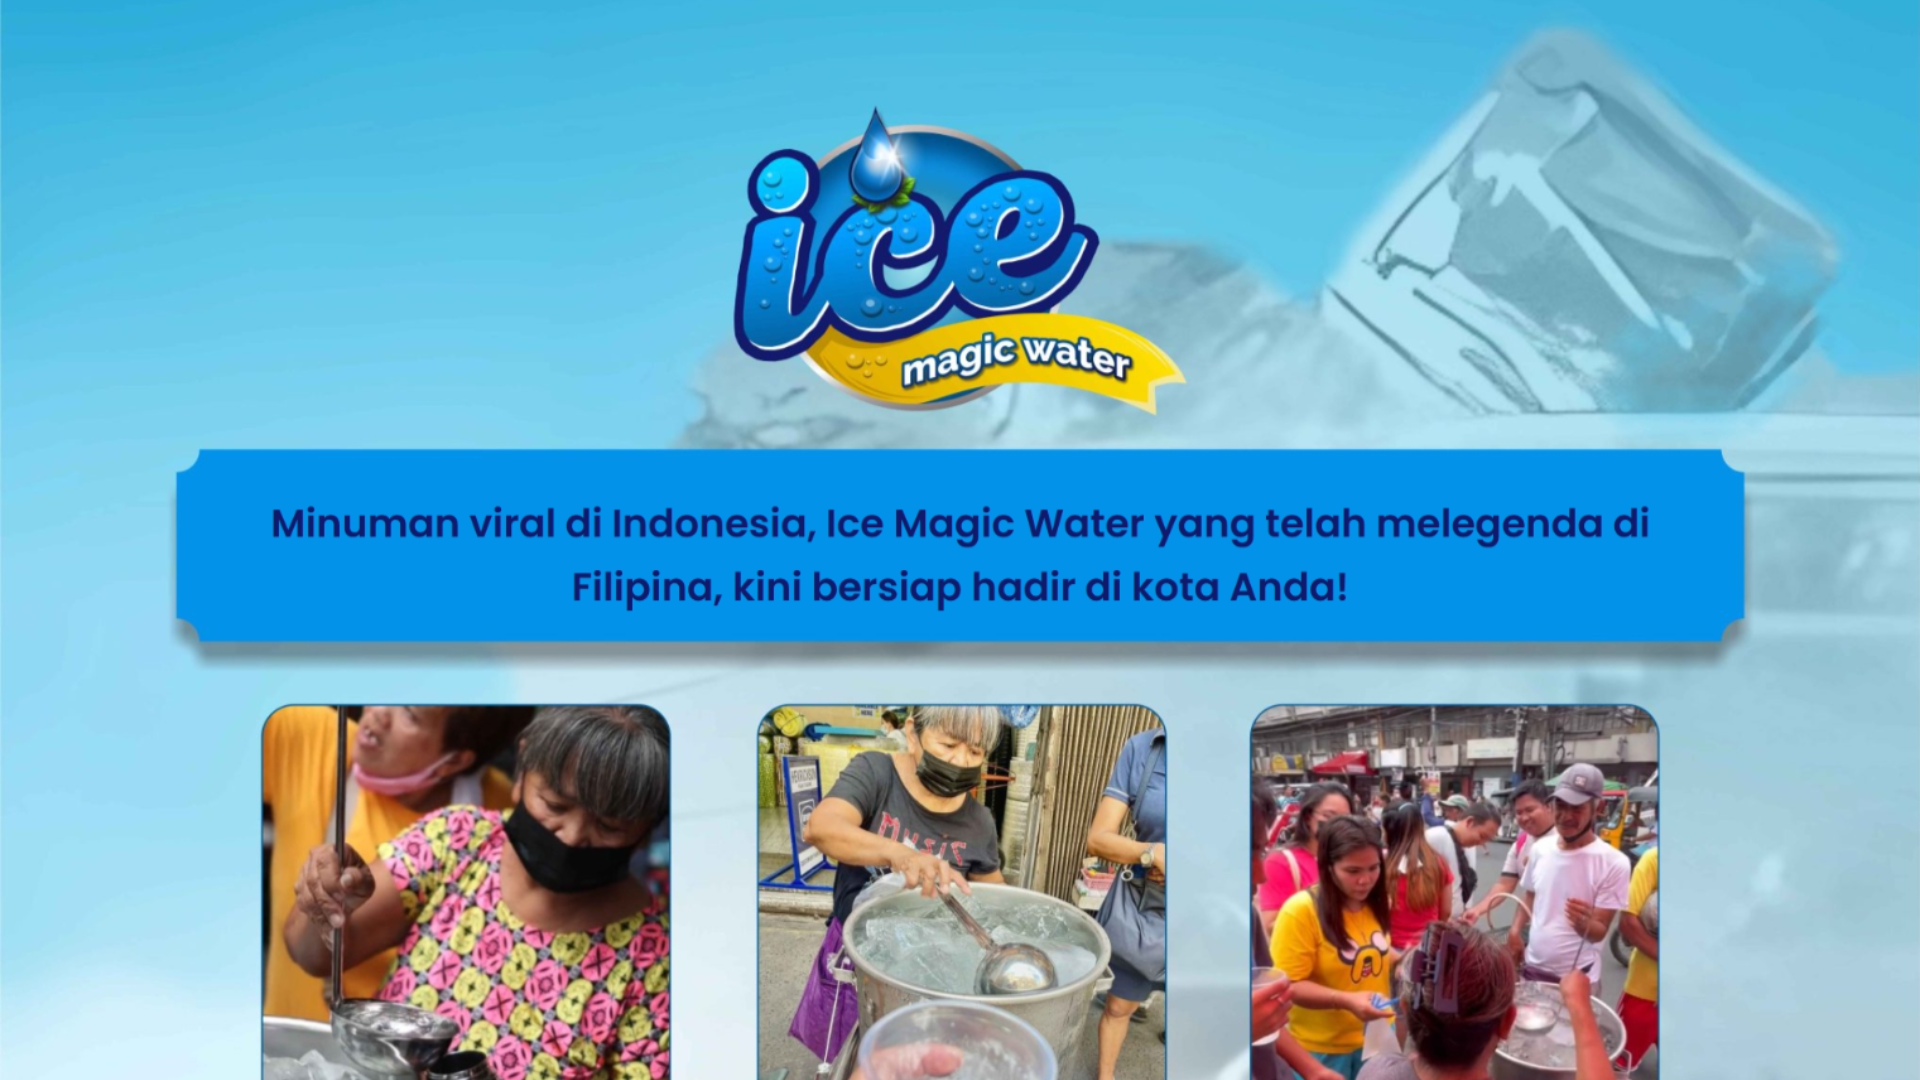 ice
magic water
Minuman viral di Indonesia, Ice Magic Water yang telah melegenda di
Filipina, kini bersiap hadir di kota Anda!
MUSIC